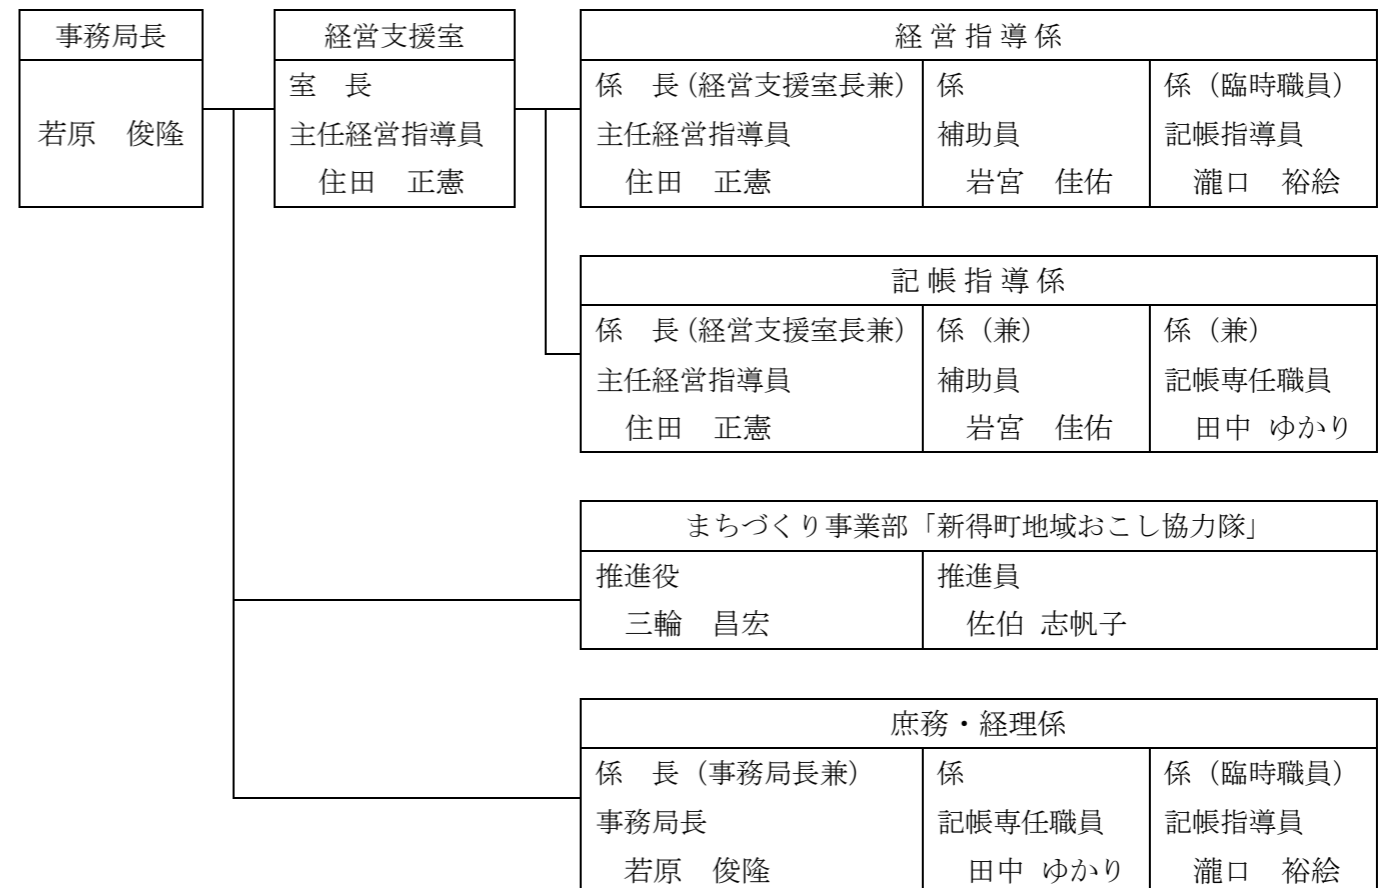 事務局長
若原　俊隆
経営支援室
室　長
主任経営指導員
住田　正憲
経 営 指 導 係
係　長（経営支援室長兼）
主任経営指導員
住田　正憲
係
補助員
岩宮　佳佑
係（臨時職員）
記帳指導員
瀧口　裕絵
記 帳 指 導 係
係　長（経営支援室長兼）
主任経営指導員
住田　正憲
係（兼）
補助員
岩宮　佳佑
係（兼）
記帳専任職員
田中 ゆかり
まちづくり事業部「新得町地域おこし協力隊」
推進役
三輪　昌宏
推進員
佐伯 志帆子
庶務・経理係
係　長（事務局長兼）
事務局長
若原　俊隆
係
記帳専任職員
田中 ゆかり
係（臨時職員）
記帳指導員
瀧口　裕絵